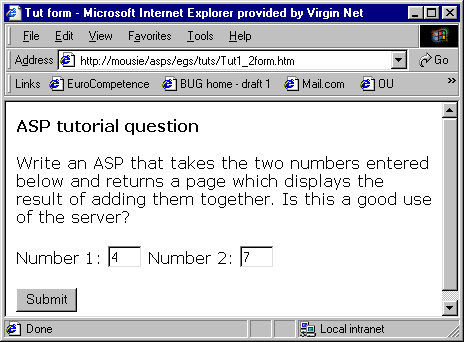 Tut form - Microsoft Internet Explorer provided by Virgin Net
File Edit View Favorites Tools Help
Address http://mousie/asps/egs/tuts/Tut1_2form.htm Go
Links EuroCompetence BUG home - draft 1 Mail.com OU »
ASP tutorial question
Write an ASP that takes the two numbers entered
below and returns a page which displays the
result of adding them together. Is this a good use
of the server?
Number 1: 4 Number 2: 7
Submit
Done Local intranet